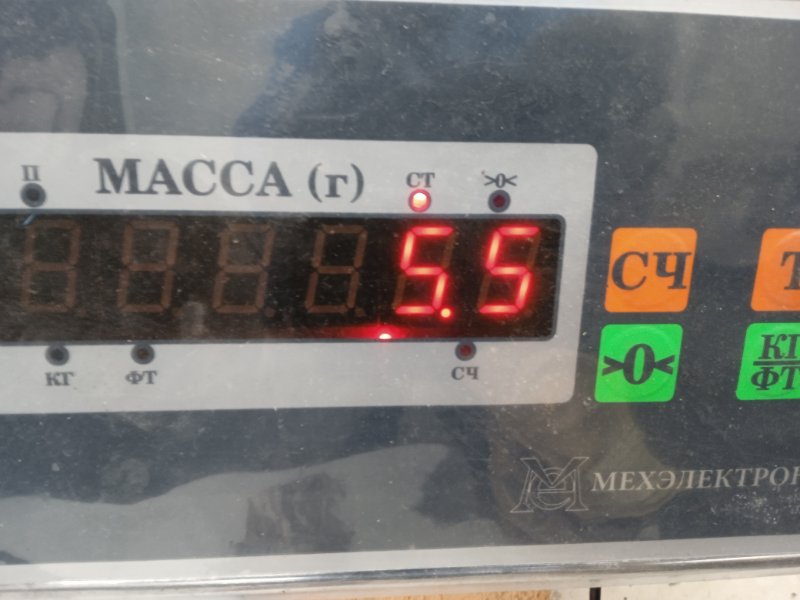 П МАССА (г) СТ >0<
5.5
КГ ФТ СЧ
СЧ
>0<
КГ
ФТ
МЕХЭЛЕКТРОН